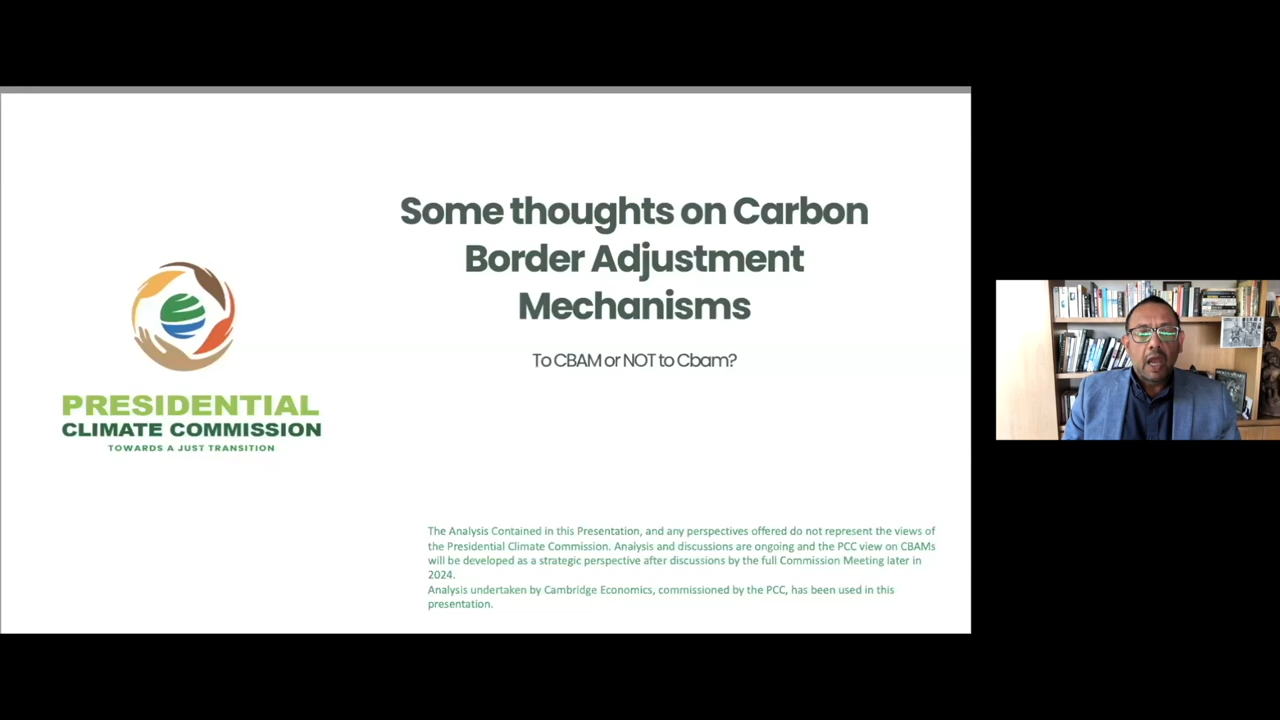 Some thoughts on Carbon
Border Adjustment
Mechanisms
To CBAM or NOT to Cbam?
PRESIDENTIAL
CLIMATE COMMISSION
TOWARDS A JUST TRANSITION
The Analysis Contained in this Presentation, and any perspectives offered do not represent the views of
the Presidential Climate Commission. Analysis and discussions are ongoing and the PCC view on CBAMs
will be developed as a strategic perspective after discussions by the full Commission Meeting later in
2024.
Analysis undertaken by Cambridge Economics, commissioned by the PCC, has been used in this
presentation.